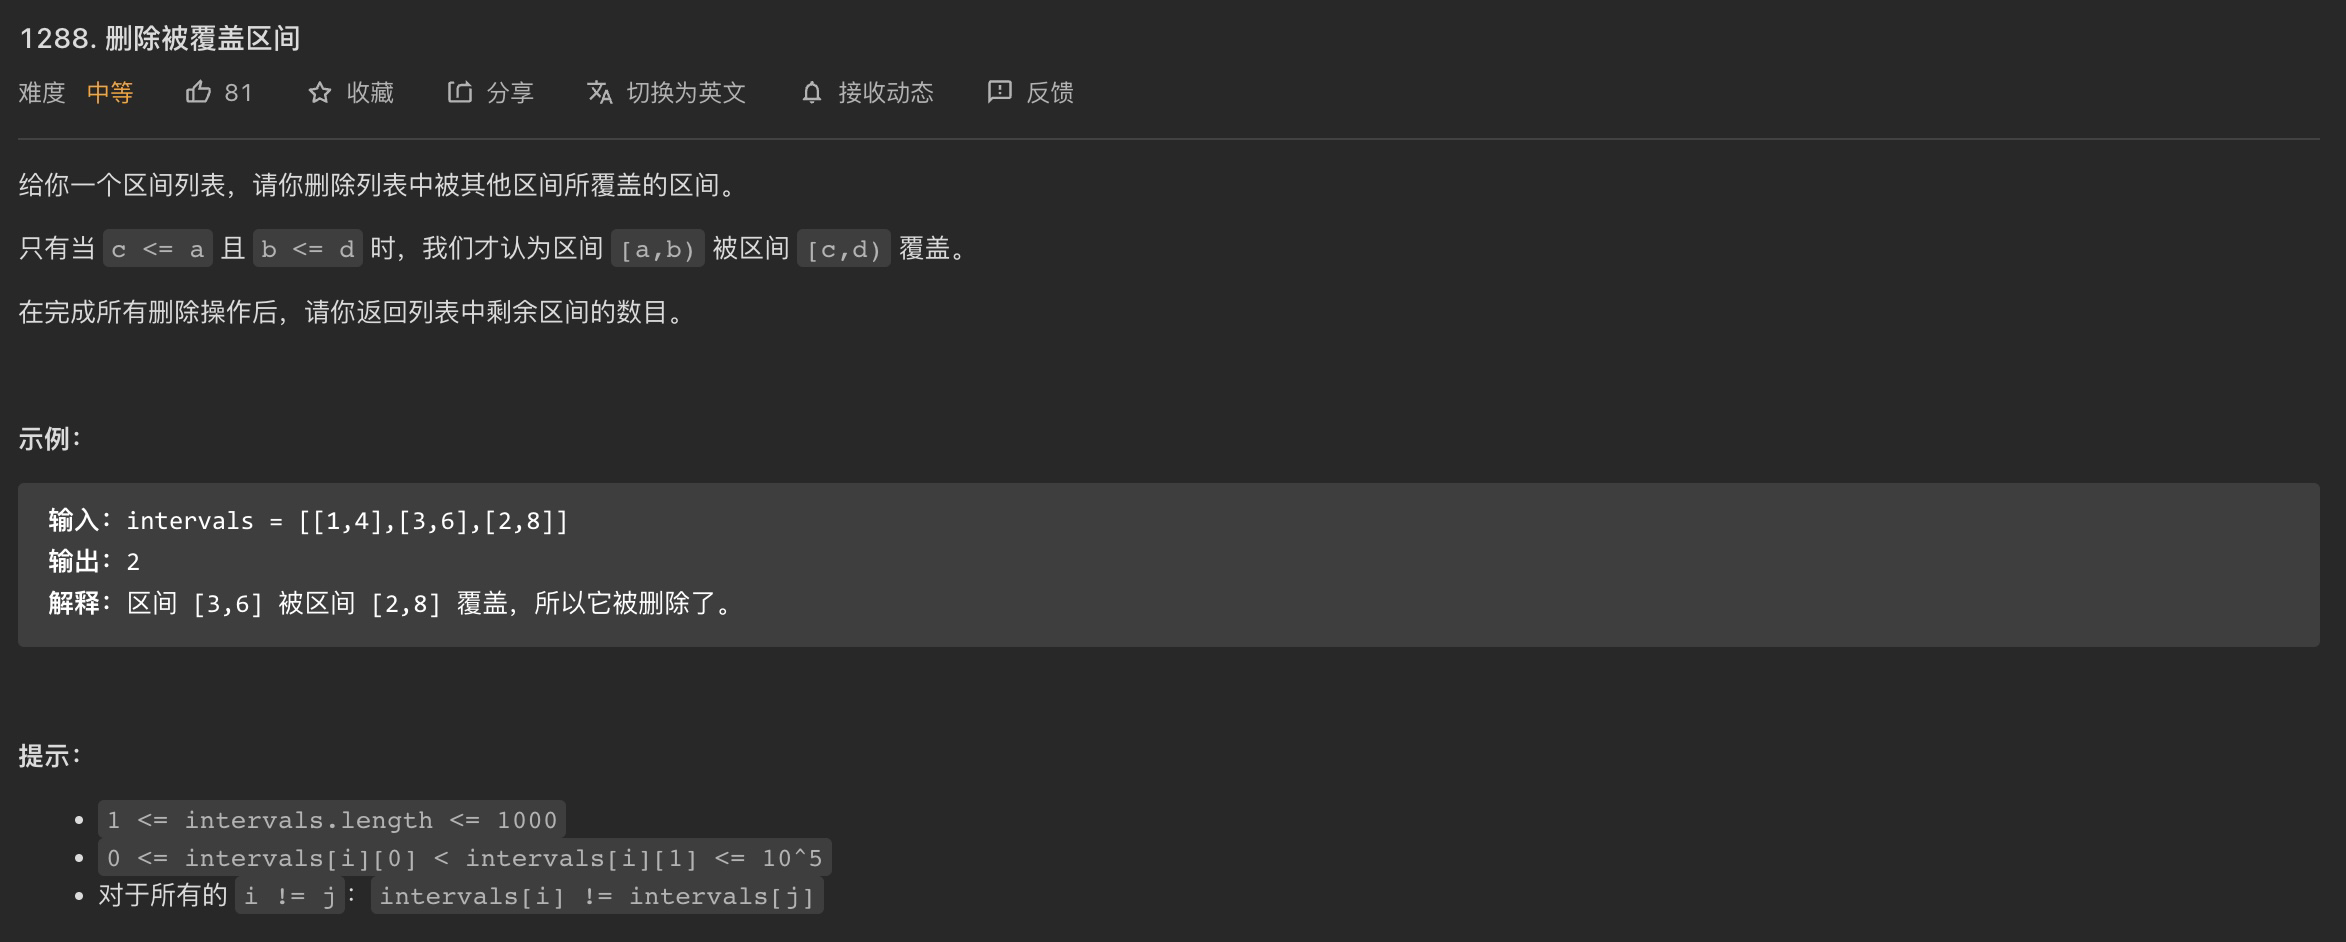 1288. 删除被覆盖区间
难度 中等 81 收藏 分享 切换为英文 接收动态 反馈
给你一个区间列表，请你删除列表中被其他区间所覆盖的区间。
只有当 c <= a 且 b <= d 时，我们才认为区间 [a,b) 被区间 [c,d) 覆盖。
在完成所有删除操作后，请你返回列表中剩余区间的数目。
示例：
输入：intervals = [[1,4],[3,6],[2,8]]
输出：2
解释：区间 [3,6] 被区间 [2,8] 覆盖，所以它被删除了。
提示：
• 1 <= intervals.length <= 1000
• 0 <= intervals[i][0] < intervals[i][1] <= 10^5
• 对于所有的 i != j：intervals[i] != intervals[j]